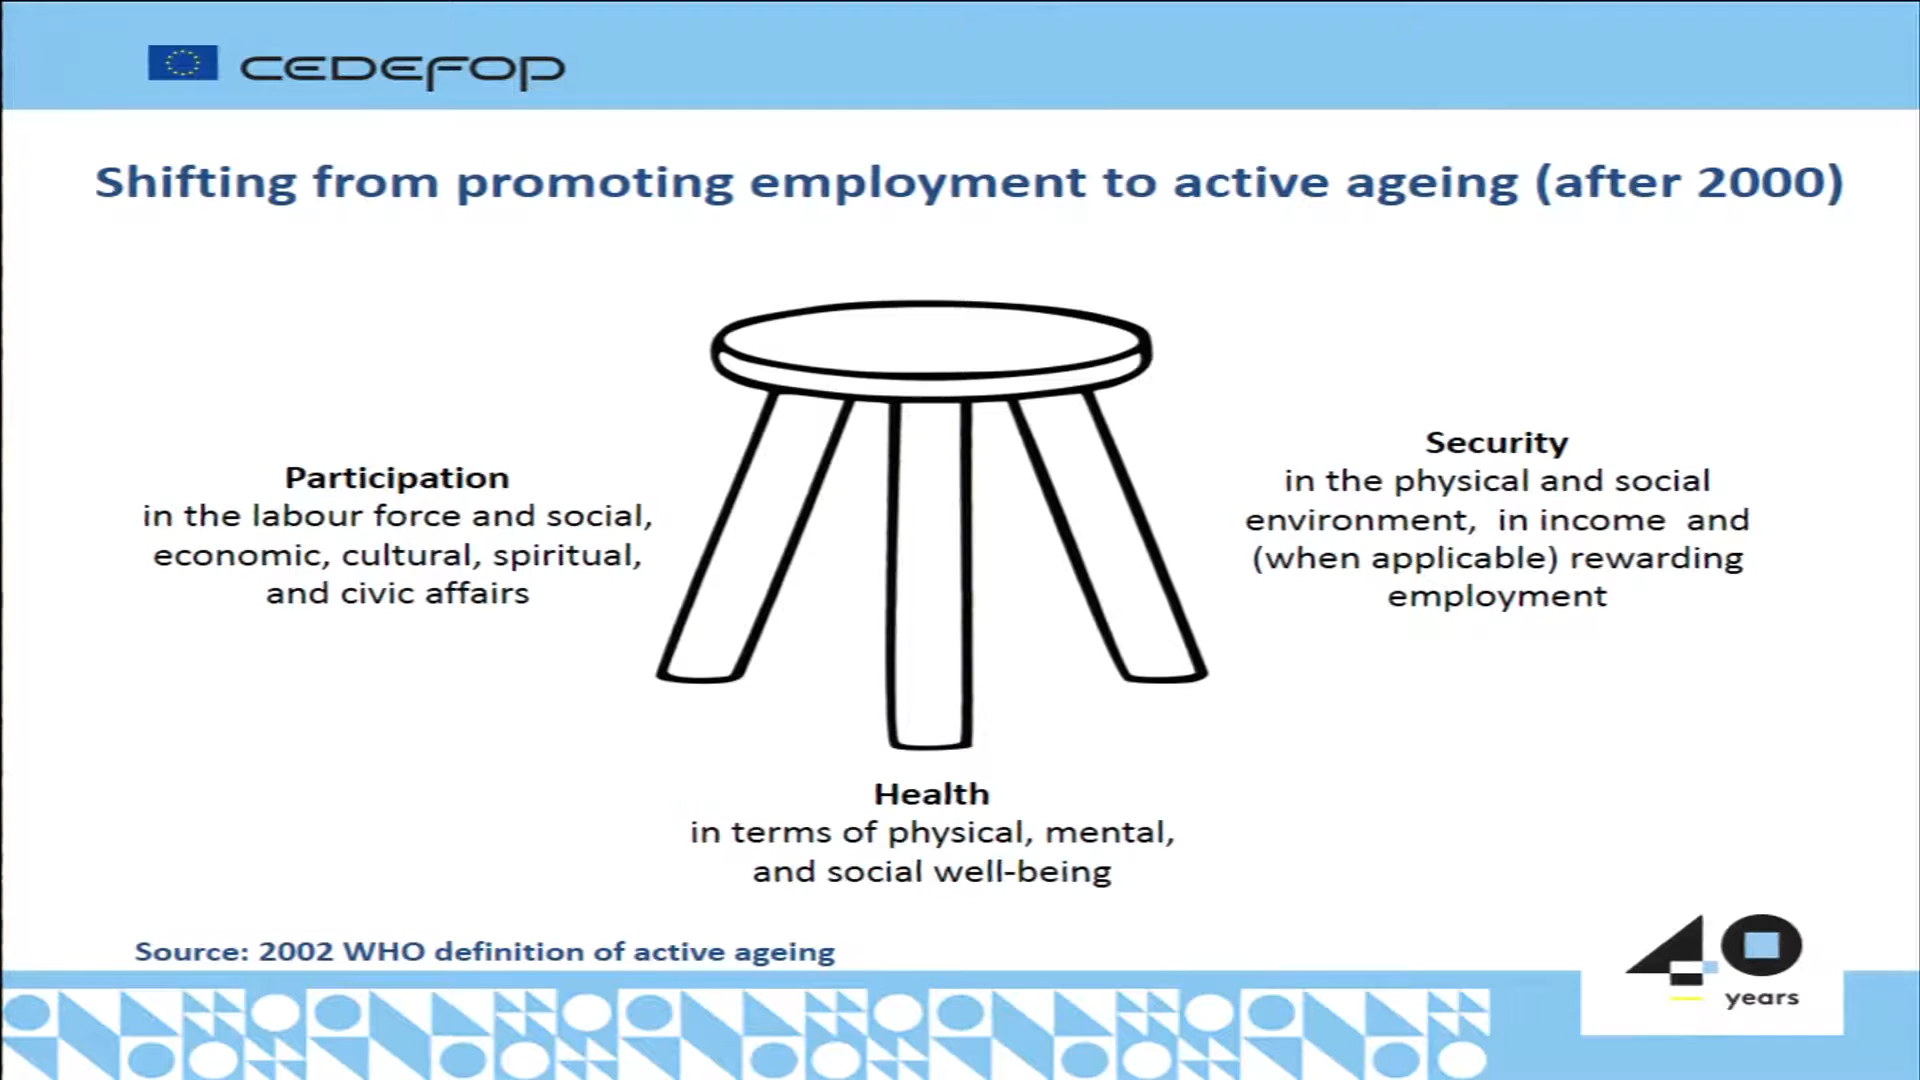 CEDEFOP
Shifting from promoting employment to active ageing (after 2000)
Participation
in the labour force and social,
economic, cultural, spiritual,
and civic affairs
Security
in the physical and social
environment, in income and
(when applicable) rewarding
employment
Health
in terms of physical, mental,
and social well-being
Source: 2002 WHO definition of active ageing
40
years